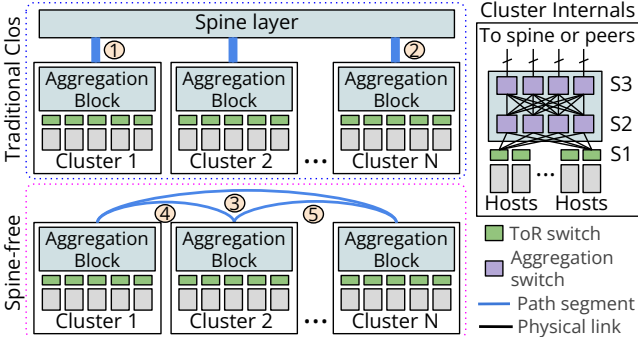 Traditional Clos
Spine layer
1
2
Aggregation
Block
Aggregation
Block
Aggregation
Block
Cluster 1
Cluster 2
...
Cluster N
Spine-free
3
4
5
Aggregation
Block
Aggregation
Block
Aggregation
Block
Cluster 1
Cluster 2
...
Cluster N
Cluster Internals
To spine or peers
S3
S2
S1
...
Hosts
Hosts
ToR switch
Aggregation
switch
Path segment
Physical link